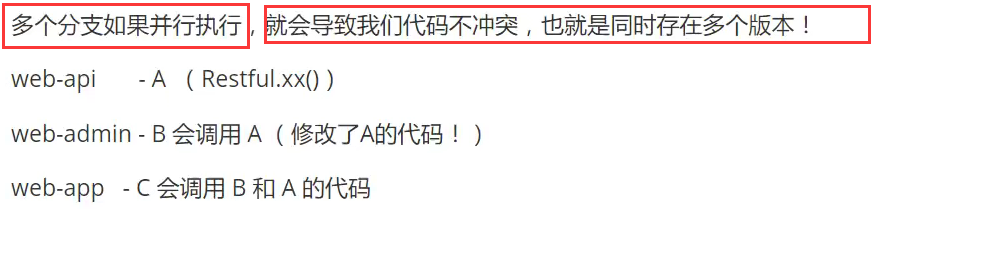 多个分支如果并行执行，就会导致我们代码不冲突，也就是同时存在多个版本！
web-api - A （ Restful.xx() ）
web-admin - B 会调用 A （ 修改了A的代码！ ）
web-app - C 会调用 B 和 A 的代码